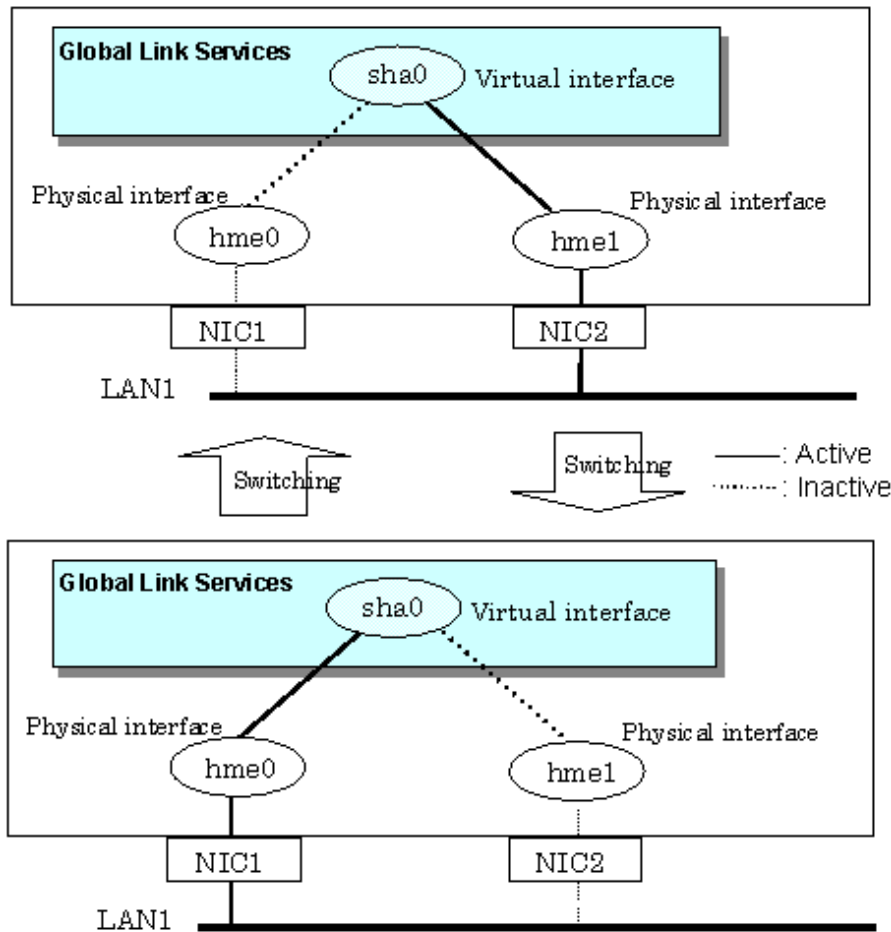 Global Link Services
sha0 Virtual interface
Physical interface
Physical interface
hme0
hme1
NIC1
NIC2
LAN1
Switching
Switching
: Active
: Inactive
Global Link Services
sha0 Virtual interface
Physical interface
Physical interface
hme0
hme1
NIC1
NIC2
LAN1